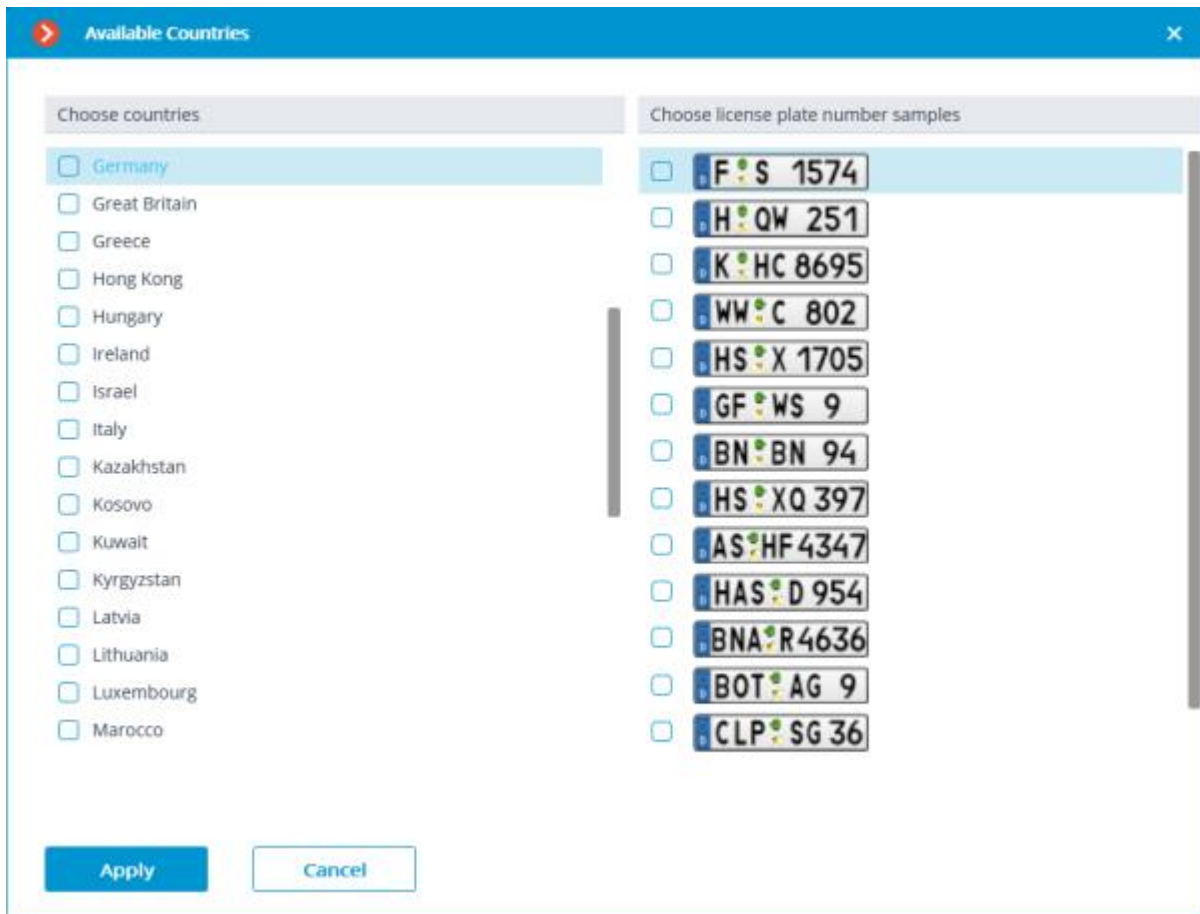 Available Countries
Choose countries
Germany
Great Britain
Greece
Hong Kong
Hungary
Ireland
Israel
Italy
Kazakhstan
Kosovo
Kuwait
Kyrgyzstan
Latvia
Lithuania
Luxembourg
Marocco
Choose license plate number samples
D F S 1574
D H QW 251
D K HC 8695
D WW C 802
D HS X 1705
D GF WS 9
D BN BN 94
D HS XQ 397
D AS HF 4347
D HAS D 954
D BNA R 4636
D BOT AG 9
D CLP SG 36
Apply
Cancel